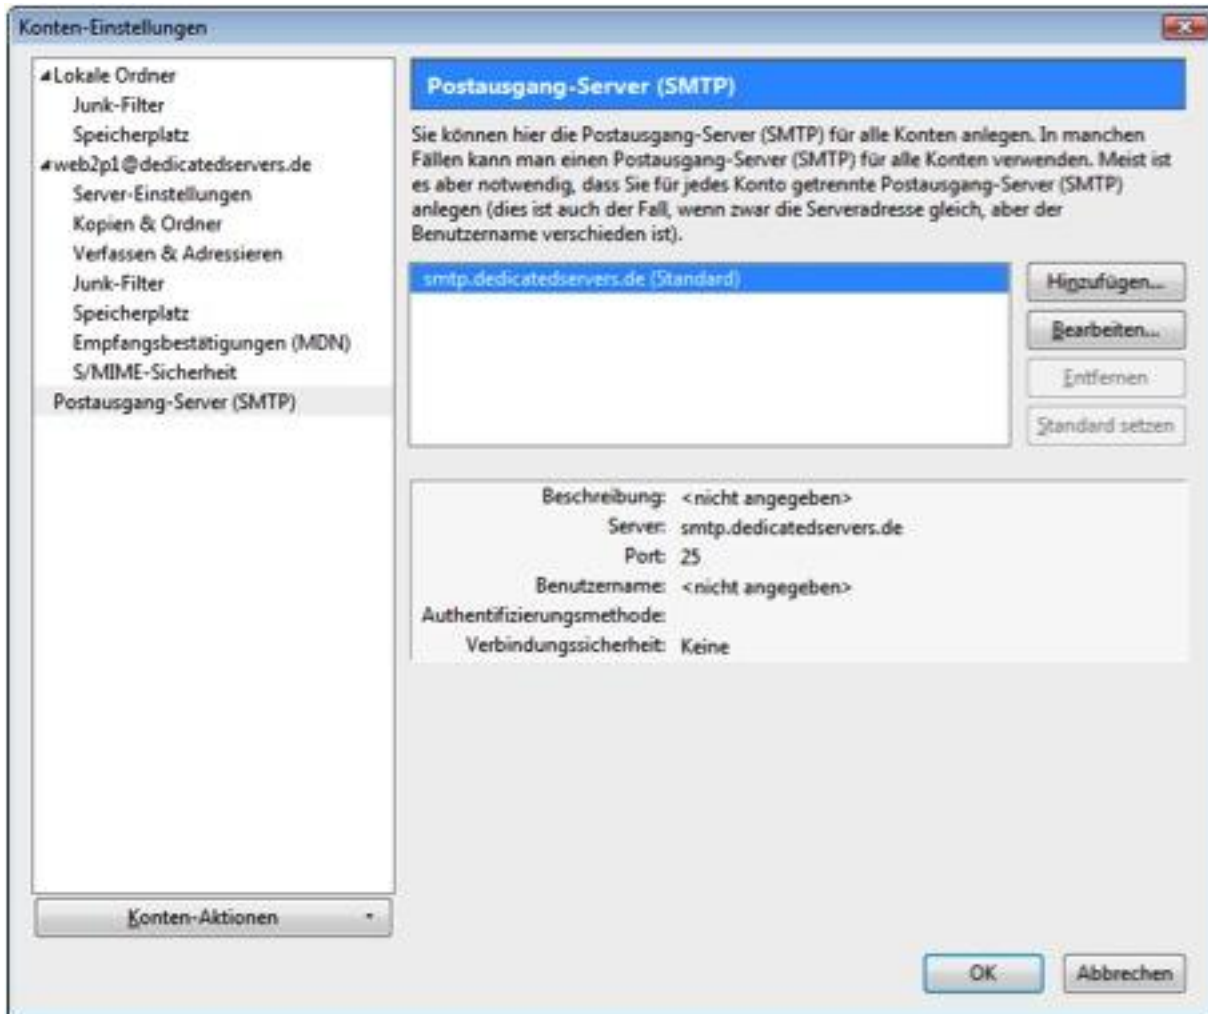 Konten-Einstellungen
Lokale Ordner
Junk-Filter
Speicherplatz
web2p1@dedicatedservers.de
Server-Einstellungen
Kopien & Ordner
Verfassen & Adressieren
Junk-Filter
Speicherplatz
Empfangsbestätigungen (MDN)
S/MIME-Sicherheit
Postausgang-Server (SMTP)
Konten-Aktionen
Postausgang-Server (SMTP)
Sie können hier die Postausgang-Server (SMTP) für alle Konten anlegen. In manchen
Fällen kann man einen Postausgang-Server (SMTP) für alle Konten verwenden. Meist ist
es aber notwendig, dass Sie für jedes Konto getrennte Postausgang-Server (SMTP)
anlegen (dies ist auch der Fall, wenn zwar die Serveradresse gleich, aber der
Benutzername verschieden ist).
smtp.dedicatedservers.de (Standard)
Hinzufügen...
Bearbeiten...
Entfernen
Standard setzen
Beschreibung: <nicht angegeben>
Server: smtp.dedicatedservers.de
Port: 25
Benutzername: <nicht angegeben>
Authentifizierungsmethode:
Verbindungssicherheit: Keine
OK
Abbrechen